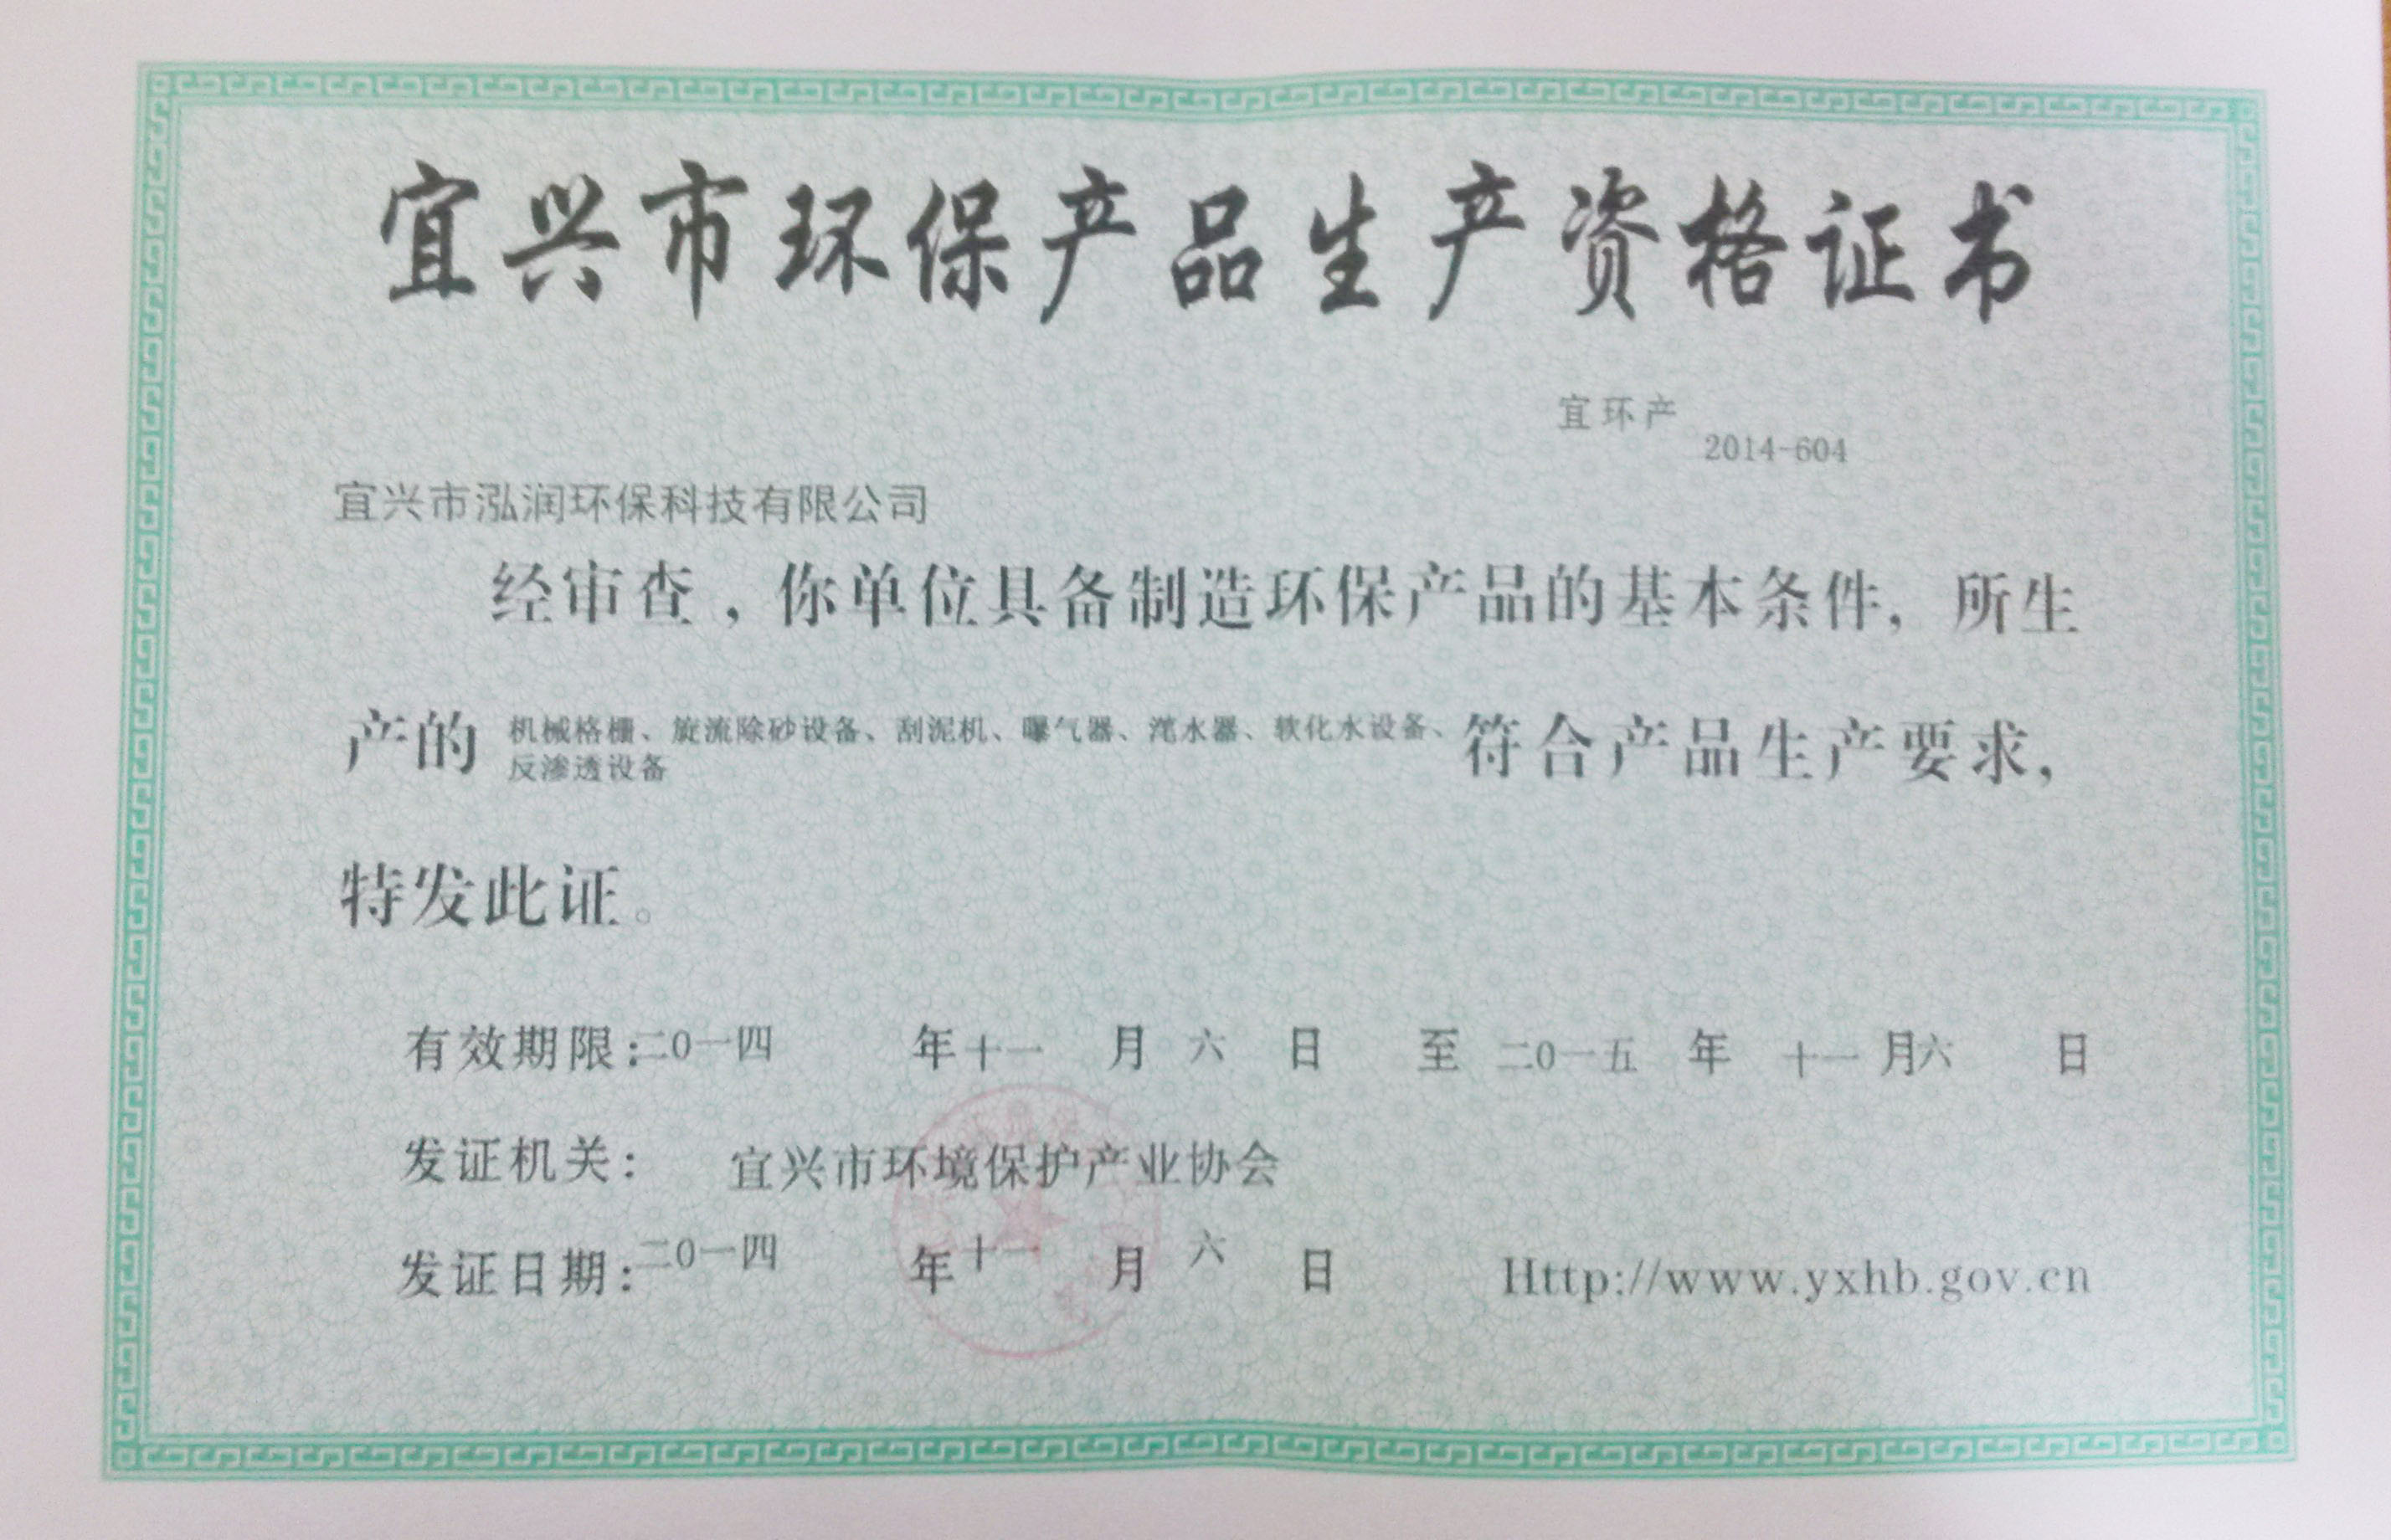 宜兴市环保产品生产资格证书
宜环产
2014-604
宜兴市泓润环保科技有限公司
经审查，你单位具备制造环保产品的基本条件，所生
产的 机械格栅、旋流除砂设备、刮泥机、曝气器、滗水器、软化水设备、 符合产品生产要求，
反渗透设备
特发此证。
有效期限：二0一四 年 十一 月 六 日 至 二0一五 年 十一 月 六 日
发证机关： 宜兴市环境保护产业协会
发证日期：二0一四 年 十一 月 六 日 Http://www.yxhb.gov.cn